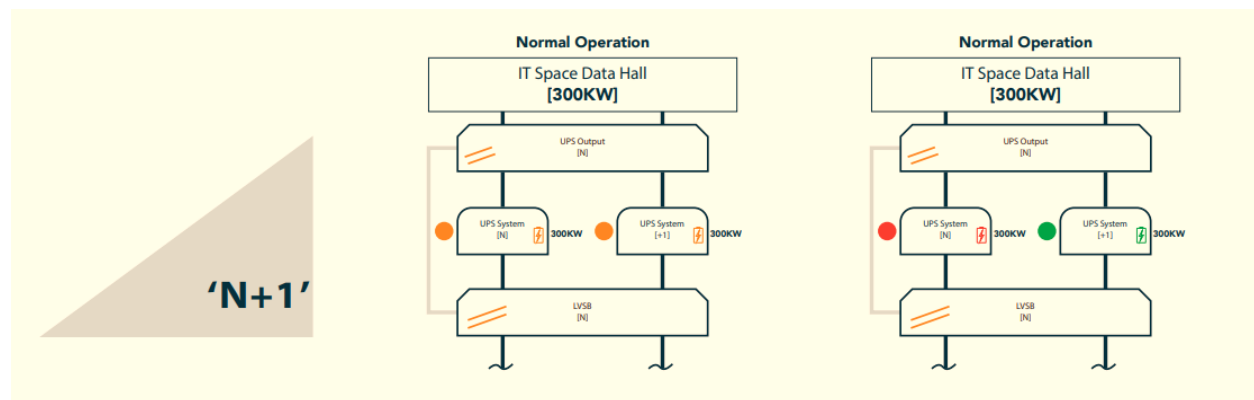 ‘N+1’
Normal Operation
IT Space Data Hall
[300KW]
UPS Output
[N]
UPS System
[N]
300KW
UPS System
[+1]
300KW
LVSB
[N]
Normal Operation
IT Space Data Hall
[300KW]
UPS Output
[N]
UPS System
[N]
300KW
UPS System
[+1]
300KW
LVSB
[N]